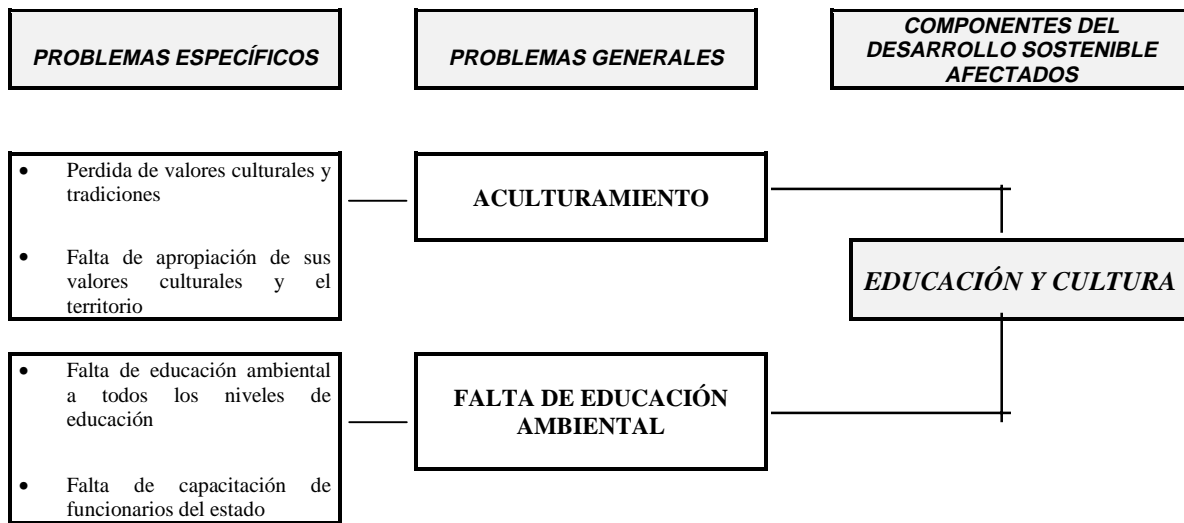 PROBLEMAS ESPECÍFICOS
PROBLEMAS GENERALES
COMPONENTES DEL
DESARROLLO SOSTENIBLE
AFECTADOS
• Perdida de valores culturales y
tradiciones
• Falta de apropiación de sus
valores culturales y el
territorio
ACULTURAMIENTO
EDUCACIÓN Y CULTURA
• Falta de educación ambiental
a todos los niveles de
educación
• Falta de capacitación de
funcionarios del estado
FALTA DE EDUCACIÓN
AMBIENTAL